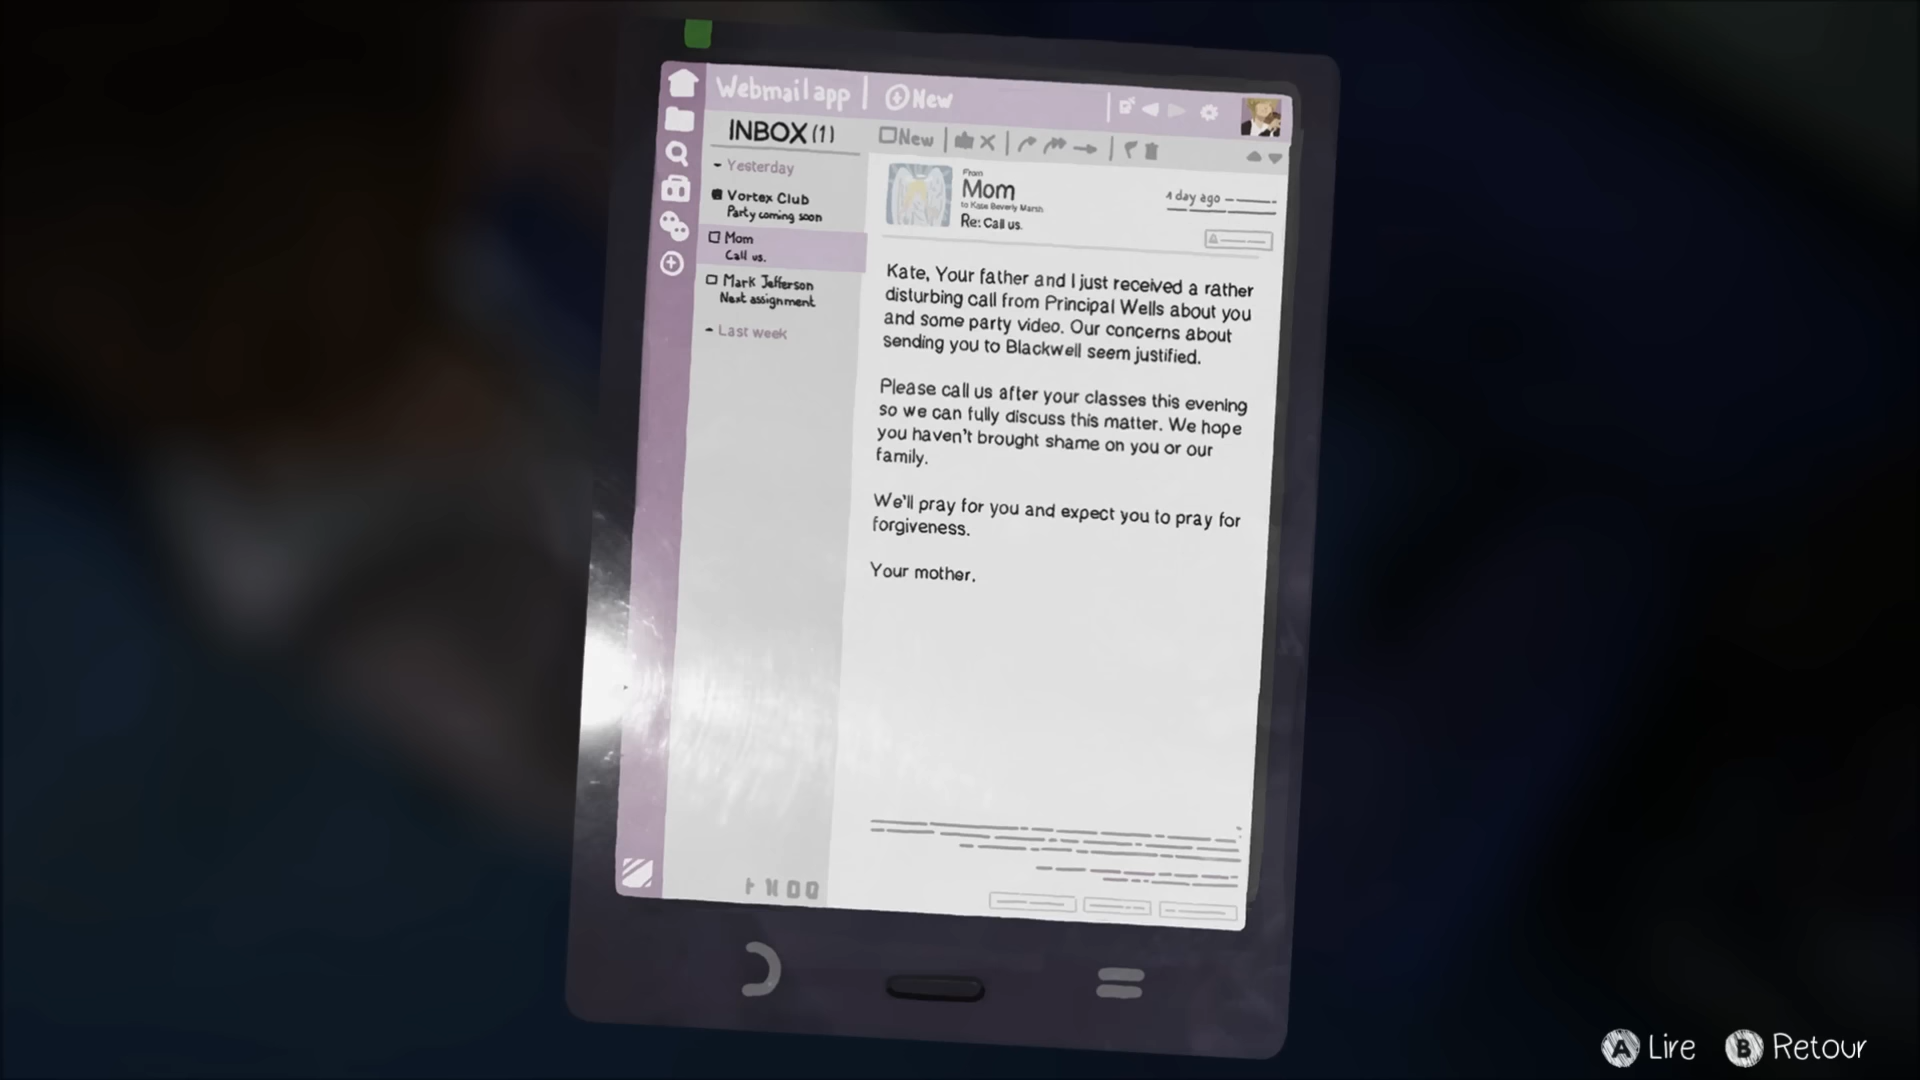 Webmail app | New
INBOX (1)
Yesterday
Vortex Club
Party coming soon
Mom
Call us.
Mark Jefferson
Next assignment
Last week
New
From
Mom
to Kate Beverly Marsh
Re: Call us.
1 day ago
Kate, Your father and I just received a rather
disturbing call from Principal Wells about you
and some party video. Our concerns about
sending you to Blackwell seem justified.
Please call us after your classes this evening
so we can fully discuss this matter. We hope
you haven't brought shame on you or our
family.
We'll pray for you and expect you to pray for
forgiveness.
Your mother.
A Lire B Retour